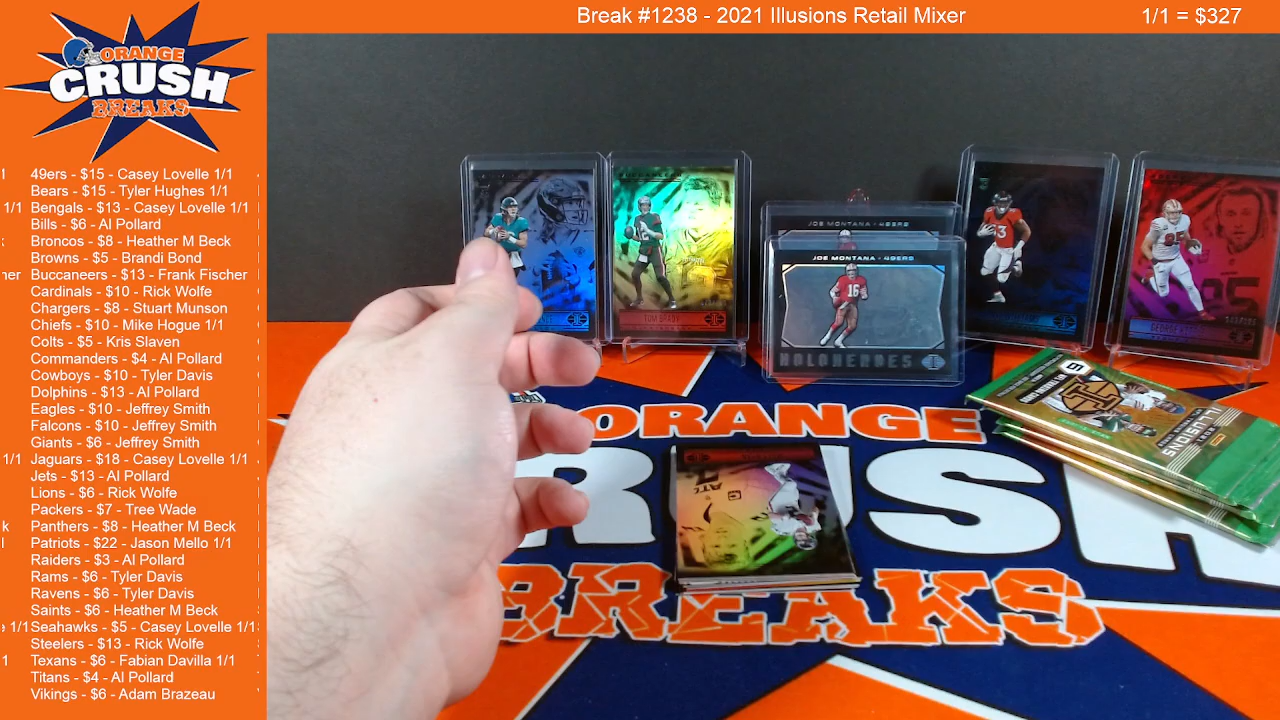 Break #1238 - 2021 Illusions Retail Mixer
1/1 = $327
ORANGE
CRUSH
BREAKS
49ers - $15 - Casey Lovelle 1/1
Bears - $15 - Tyler Hughes 1/1
Bengals - $13 - Casey Lovelle 1/1
Bills - $6 - Al Pollard
Broncos - $8 - Heather M Beck
Browns - $5 - Brandi Bond
Buccaneers - $13 - Frank Fischer
Cardinals - $10 - Rick Wolfe
Chargers - $8 - Stuart Munson
Chiefs - $10 - Mike Hogue 1/1
Colts - $5 - Kris Slaven
Commanders - $4 - Al Pollard
Cowboys - $10 - Tyler Davis
Dolphins - $13 - Al Pollard
Eagles - $10 - Jeffrey Smith
Falcons - $10 - Jeffrey Smith
Giants - $6 - Jeffrey Smith
Jaguars - $18 - Casey Lovelle 1/1
Jets - $13 - Al Pollard
Lions - $6 - Rick Wolfe
Packers - $7 - Tree Wade
Panthers - $8 - Heather M Beck
Patriots - $22 - Jason Mello 1/1
Raiders - $3 - Al Pollard
Rams - $6 - Tyler Davis
Ravens - $6 - Tyler Davis
Saints - $6 - Heather M Beck
Seahawks - $5 - Casey Lovelle 1/1
Steelers - $13 - Rick Wolfe
Texans - $6 - Fabian Davilla 1/1
Titans - $4 - Al Pollard
Vikings - $6 - Adam Brazeau
TOM BRADY
JOE MONTANA - 49ERS
JOE MONTANA - 49ERS
16
HOLOHEROES
ILLUSIONS
ORANGE
CRUSH
BREAKS